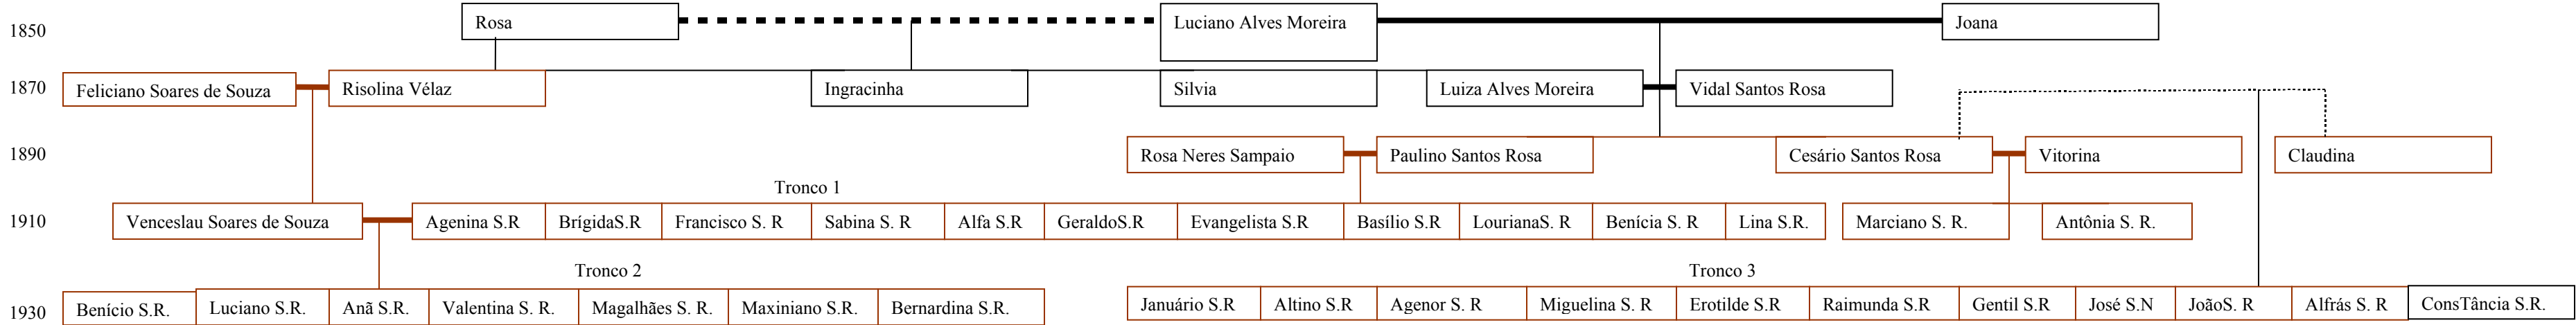 1850
Rosa
Luciano Alves Moreira
Joana
1870
Feliciano Soares de Souza
Risolina Vélaz
Ingracinha
Silvia
Luiza Alves Moreira
Vidal Santos Rosa
1890
Rosa Neres Sampaio
Paulino Santos Rosa
Cesário Santos Rosa
Vitorina
Claudina
Tronco 1
1910
Venceslau Soares de Souza
Agenina S.R
BrígidaS.R
Francisco S. R
Sabina S. R
Alfa S.R
GeraldoS.R
Evangelista S.R
Basílio S.R
LourianaS. R
Benícia S. R
Lina S.R.
Marciano S. R.
Antônia S. R.
Tronco 2
Tronco 3
1930
Benício S.R.
Luciano S.R.
Anã S.R.
Valentina S. R.
Magalhães S. R.
Maxiniano S. R.
Bernardina S.R.
Januário S.R
Altino S.R
Agenor S. R
Miguelina S. R
Erotilde S.R
Raimunda S.R
Gentil S.R
José S.N
JoãoS. R
Alfrás S. R
ConsTância S.R.